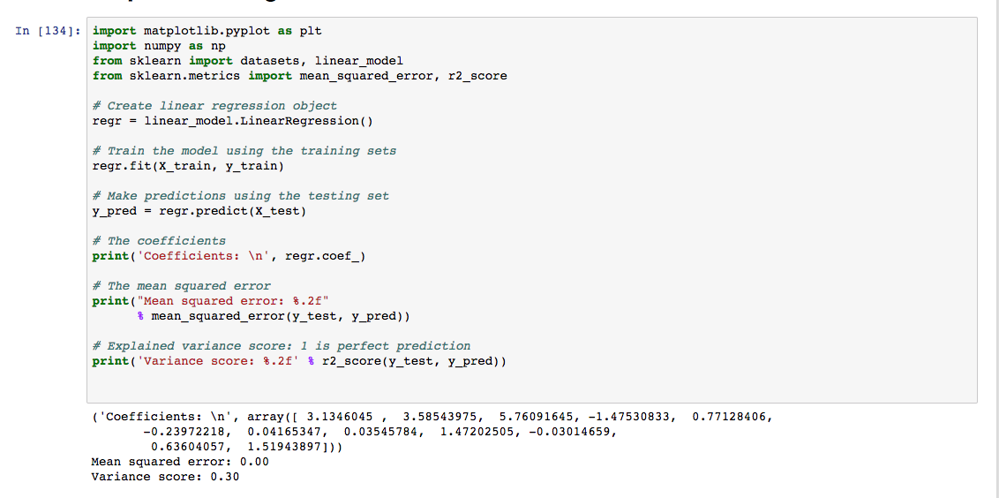 In [134]: import matplotlib.pyplot as plt
import numpy as np
from sklearn import datasets, linear_model
from sklearn.metrics import mean_squared_error, r2_score
# Create linear regression object
regr = linear_model.LinearRegression()
# Train the model using the training sets
regr.fit(X_train, y_train)
# Make predictions using the testing set
y_pred = regr.predict(X_test)
# The coefficients
print('Coefficients: \n', regr.coef_)
# The mean squared error
print("Mean squared error: %.2f"
      % mean_squared_error(y_test, y_pred))
# Explained variance score: 1 is perfect prediction
print('Variance score: %.2f' % r2_score(y_test, y_pred))
('Coefficients: \n', array([ 3.1346045 ,  3.58543975,  5.76091645, -1.47530833,  0.77128406,
       -0.23972218,  0.04165347,  0.03545784,  1.47202505, -0.03014659,
        0.63604057,  1.51943897]))
Mean squared error: 0.00
Variance score: 0.30